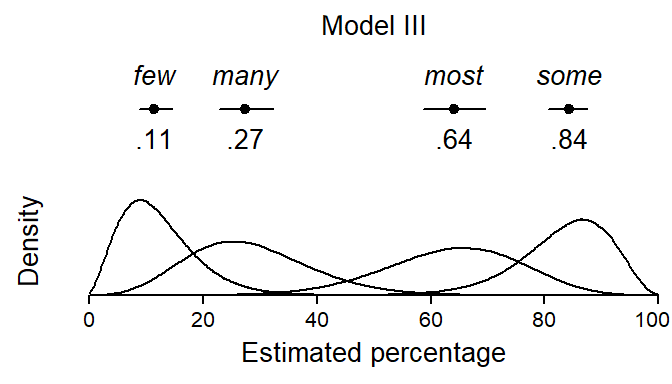 Model III
few many most some
.11 .27 .64 .84
Density
0 20 40 60 80 100
Estimated percentage